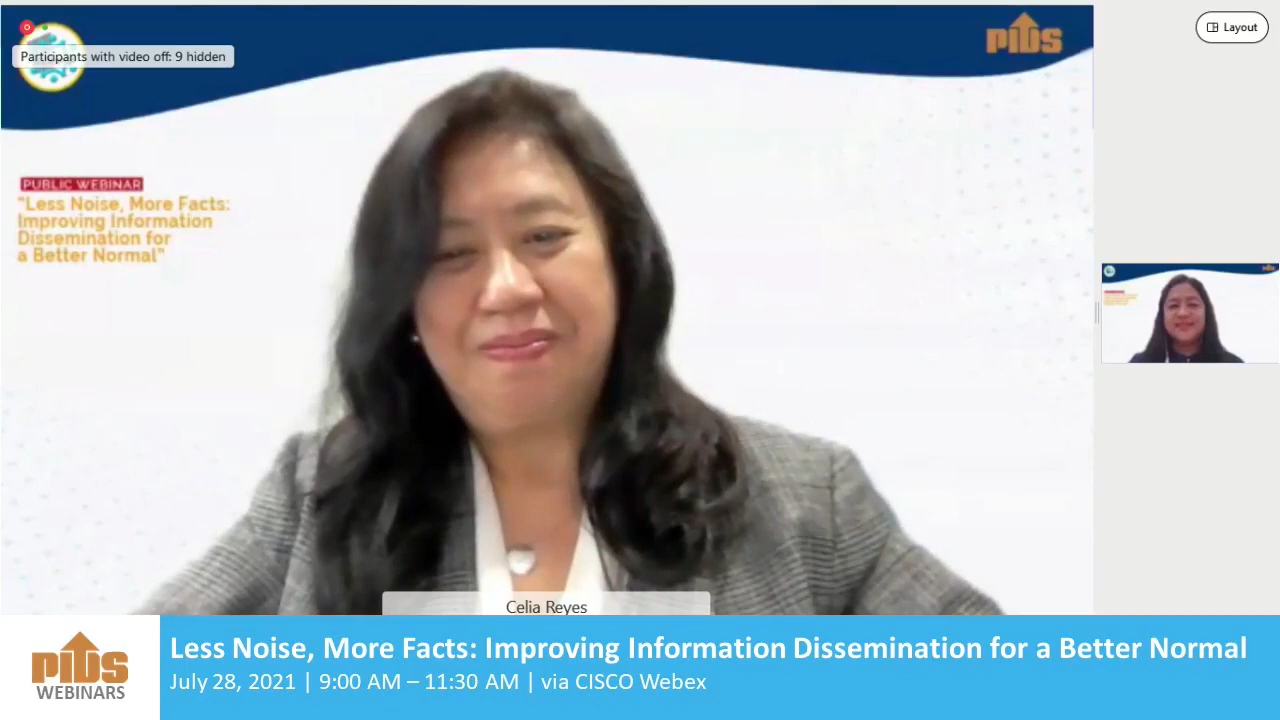 Participants with video off: 9 hidden
PIDS
Layout
PUBLIC WEBINAR
"Less Noise, More Facts:
Improving Information
Dissemination for
a Better Normal"
Celia Reyes
PIDS
WEBINARS
Less Noise, More Facts: Improving Information Dissemination for a Better Normal
July 28, 2021 | 9:00 AM – 11:30 AM | via CISCO Webex